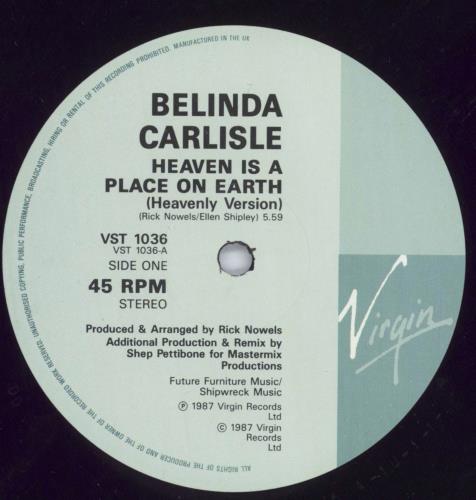 BELINDA
CARLISLE
HEAVEN IS A
PLACE ON EARTH
(Heavenly Version)
(Rick Nowels/Ellen Shipley) 5.59
VST 1036
VST 1036-A
SIDE ONE
45 RPM
STEREO
Produced & Arranged by Rick Nowels
Additional Production & Remix by
Shep Pettibone for Mastermix
Productions
Future Furniture Music/
Shipwreck Music
Ⓟ 1987 Virgin Records
Ltd
© 1987 Virgin
Records
Ltd
Virgin
ALL RIGHTS OF THE PRODUCER AND OF THE OWNER OF THE RECORDED WORK RESERVED. UNAUTHORISED COPYING, PUBLIC PERFORMANCE, BROADCASTING, HIRING OR RENTAL OF THIS RECORDING PROHIBITED. MANUFACTURED IN THE UK